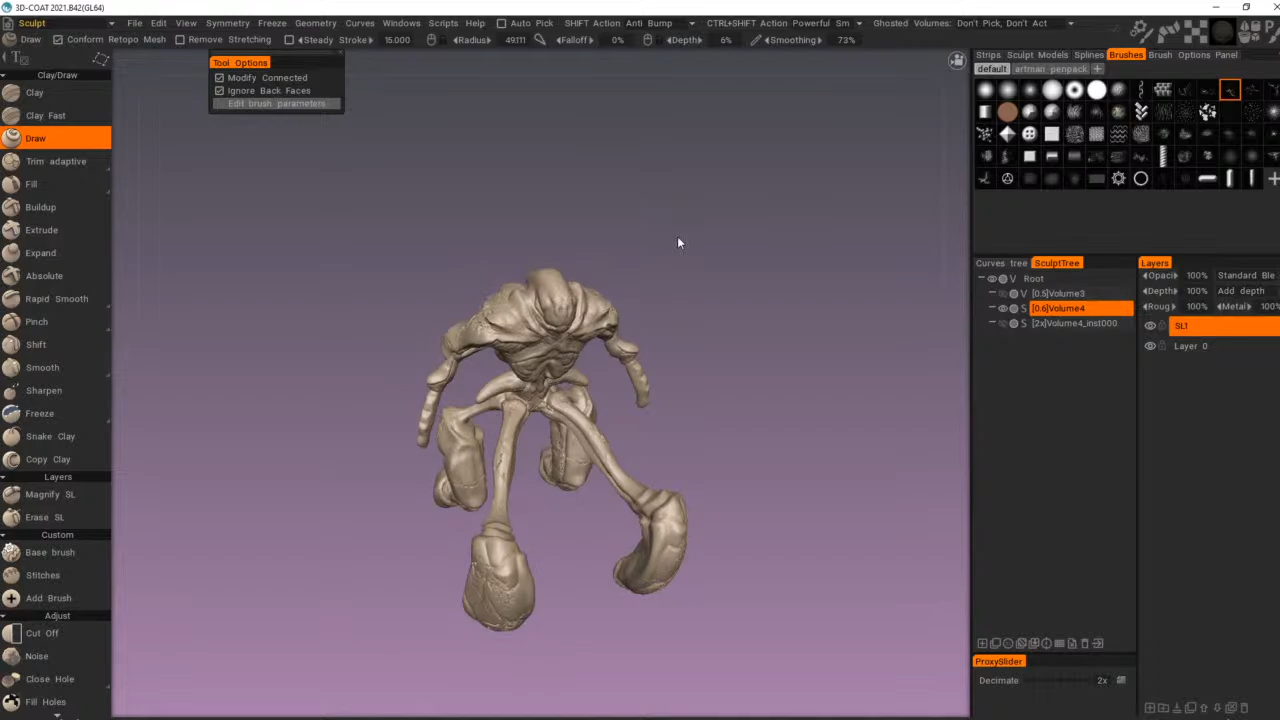 3D-COAT 2021.B42(GL64)
Sculpt File Edit View Symmetry Freeze Geometry Curves Windows Scripts Help Auto Pick SHIFT Action Anti Bump CTRL+SHIFT Action Powerful Sm Ghosted Volumes: Don't Pick, Don't Act
Draw Conform Retopo Mesh Remove Stretching Steady Stroke 15.000 Radius 49.111 Falloff 0% Depth 6% Smoothing 73%
Tool Options
Modify Connected
Ignore Back Faces
Edit brush parameters
Clay/Draw
Clay
Clay Fast
Draw
Trim adaptive
Fill
Buildup
Extrude
Expand
Absolute
Rapid Smooth
Pinch
Shift
Smooth
Sharpen
Freeze
Snake Clay
Copy Clay
Layers
Magnify SL
Erase SL
Custom
Base brush
Stitches
Add Brush
Adjust
Cut Off
Noise
Close Hole
Fill Holes
Strips Sculpt Models Splines Brushes Brush Options Panel
default artman penpack
Curves tree SculptTree
V Root
V [0.5]Volume3
S [0.6]Volume4
S [2x]Volume4_inst000
ProxySlider
Decimate 2x
Layers
Opaci 100% Standard Ble
Depth 100% Add depth
Roug 100% Metal 100%
SL1
Layer 0